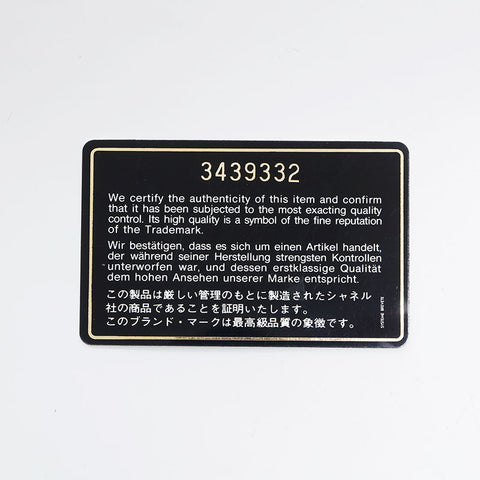 3439332
We certify the authenticity of this item and confirm
that it has been subjected to the most exacting quality
control. Its high quality is a symbol of the fine reputation
of the Trademark.
Wir bestätigen, dass es sich um einen Artikel handelt,
der während seiner Herstellung strengsten Kontrollen
unterworfen war, und dessen erstklassige Qualität
dem hohen Ansehen unserer Marke entspricht.
この製品は厳しい管理のもとに製造されたシャネル
社の商品であることを証明いたします。
このブランド・マークは最高級品質の象徴です。